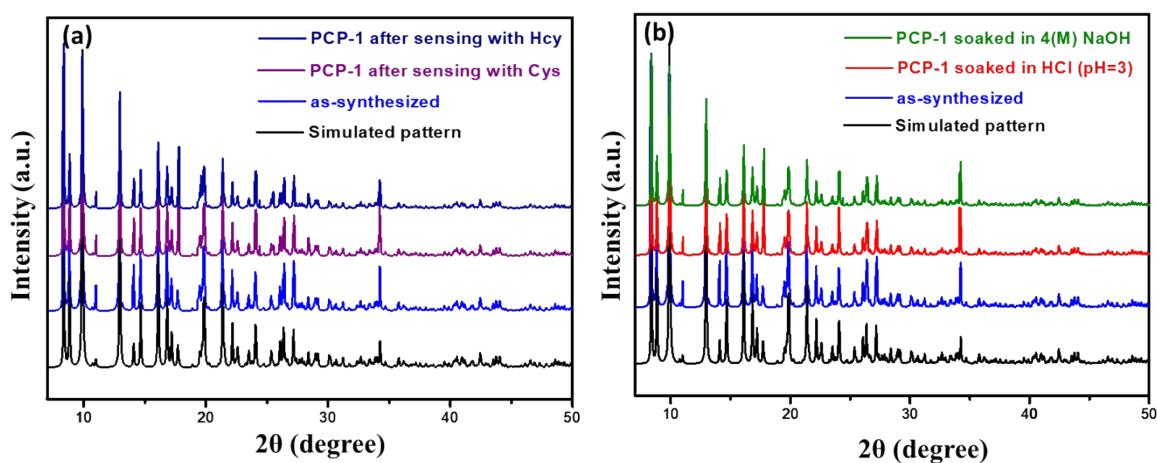 (a)
PCP-1 after sensing with Hcy
PCP-1 after sensing with Cys
as-synthesized
Simulated pattern
Intensity (a.u.)
10
20
30
40
50
2θ (degree)
(b)
PCP-1 soaked in 4(M) NaOH
PCP-1 soaked in HCl (pH=3)
as-synthesized
Simulated pattern
Intensity (a.u.)
10
20
30
40
50
2θ (degree)